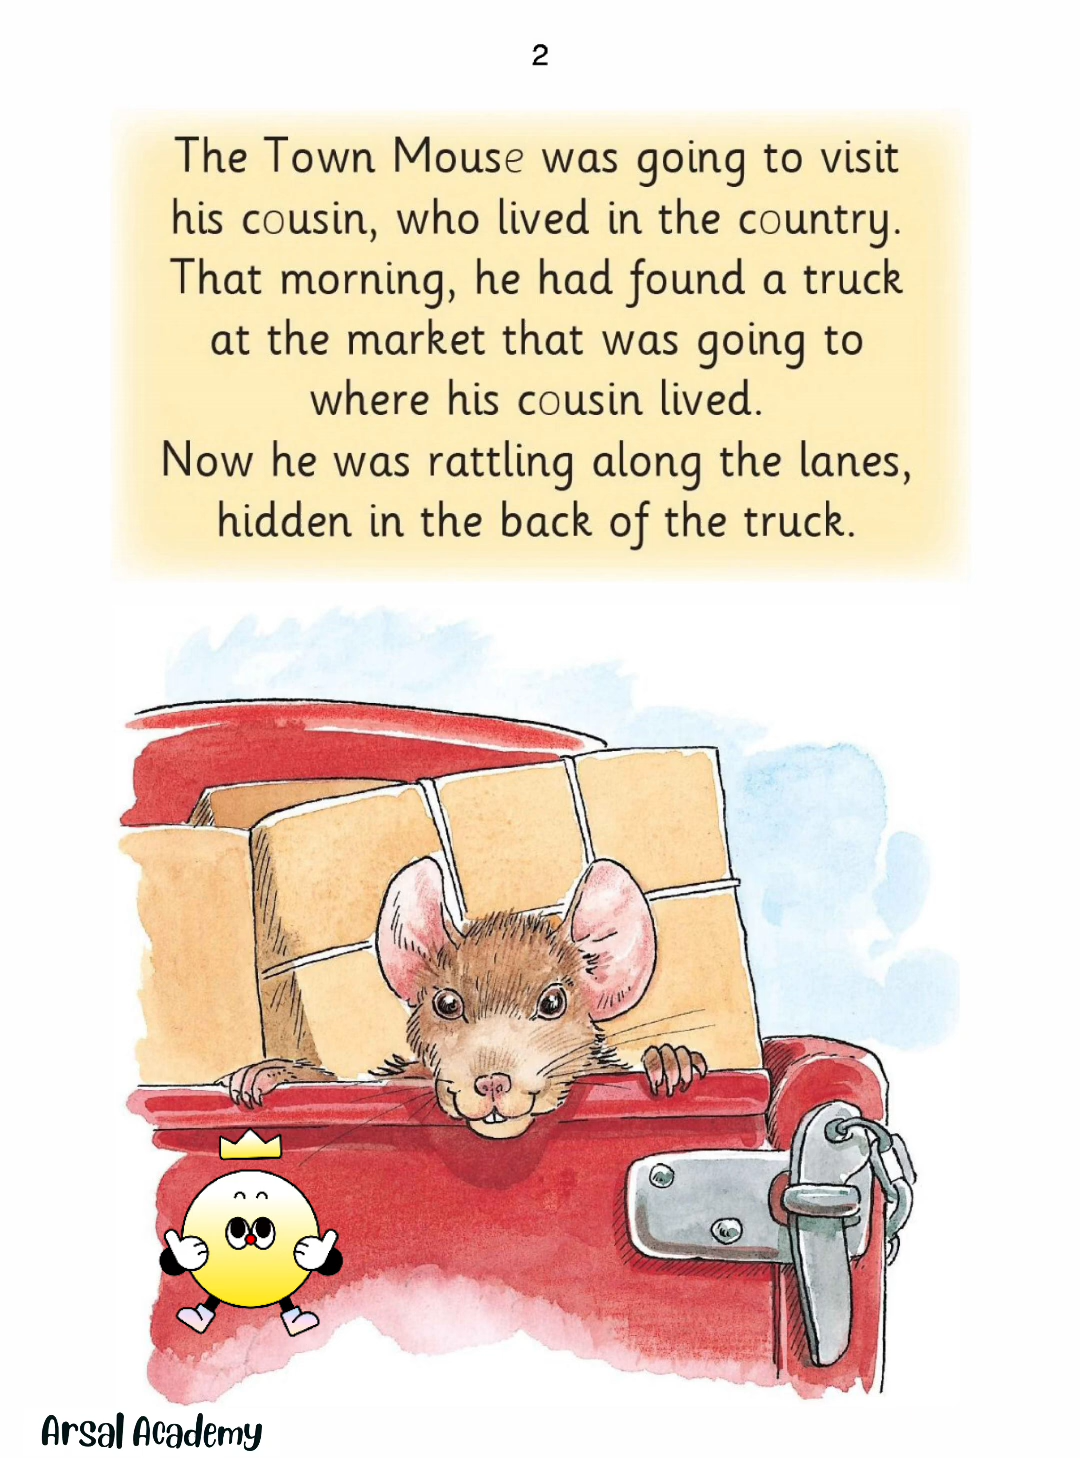 2
The Town Mouse was going to visit
his cousin, who lived in the country.
That morning, he had found a truck
at the market that was going to
where his cousin lived.
Now he was rattling along the lanes,
hidden in the back of the truck.
Arsal Academy